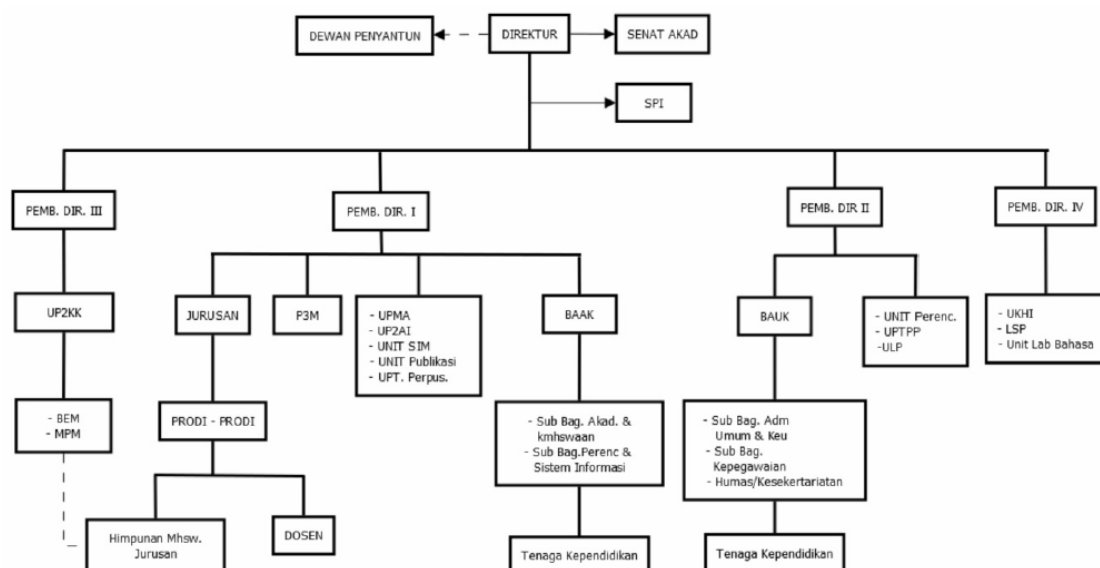 DEWAN PENYANTUN
DIREKTUR
SENAT AKAD
SPI
PEMB. DIR. III
PEMB. DIR. I
PEMB. DIR II
PEMB. DIR. IV
UP2KK
JURUSAN
P3M
- UPMA
- UP2AI
- UNIT SIM
- UNIT Publikasi
- UPT. Perpus.
BAAK
BAUK
- UNIT Perenc.
- UPTPP
-ULP
- UKHI
- LSP
- Unit Lab Bahasa
- BEM
- MPM
PRODI - PRODI
- Sub Bag. Akad. &
kmhswaan
- Sub Bag.Perenc &
Sistem Informasi
- Sub Bag. Adm
Umum & Keu
- Sub Bag.
Kepegawaian
- Humas/Kesekertariatan
Himpunan Mhsw.
Jurusan
DOSEN
Tenaga Kependidikan
Tenaga Kependidikan